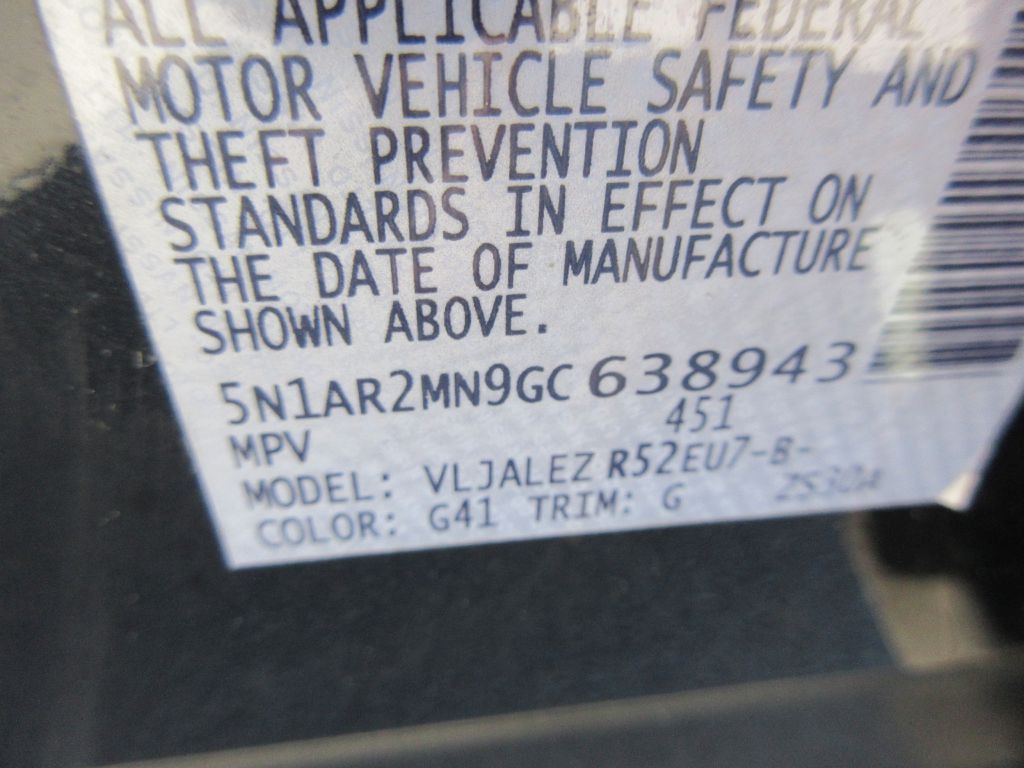 ALL APPLICABLE FEDERAL
MOTOR VEHICLE SAFETY AND
THEFT PREVENTION
STANDARDS IN EFFECT ON
THE DATE OF MANUFACTURE
SHOWN ABOVE.
5N1AR2MN9GC638943
MPV 451
MODEL: VLJALEZ R52EU7-B-
COLOR: G41 TRIM: G